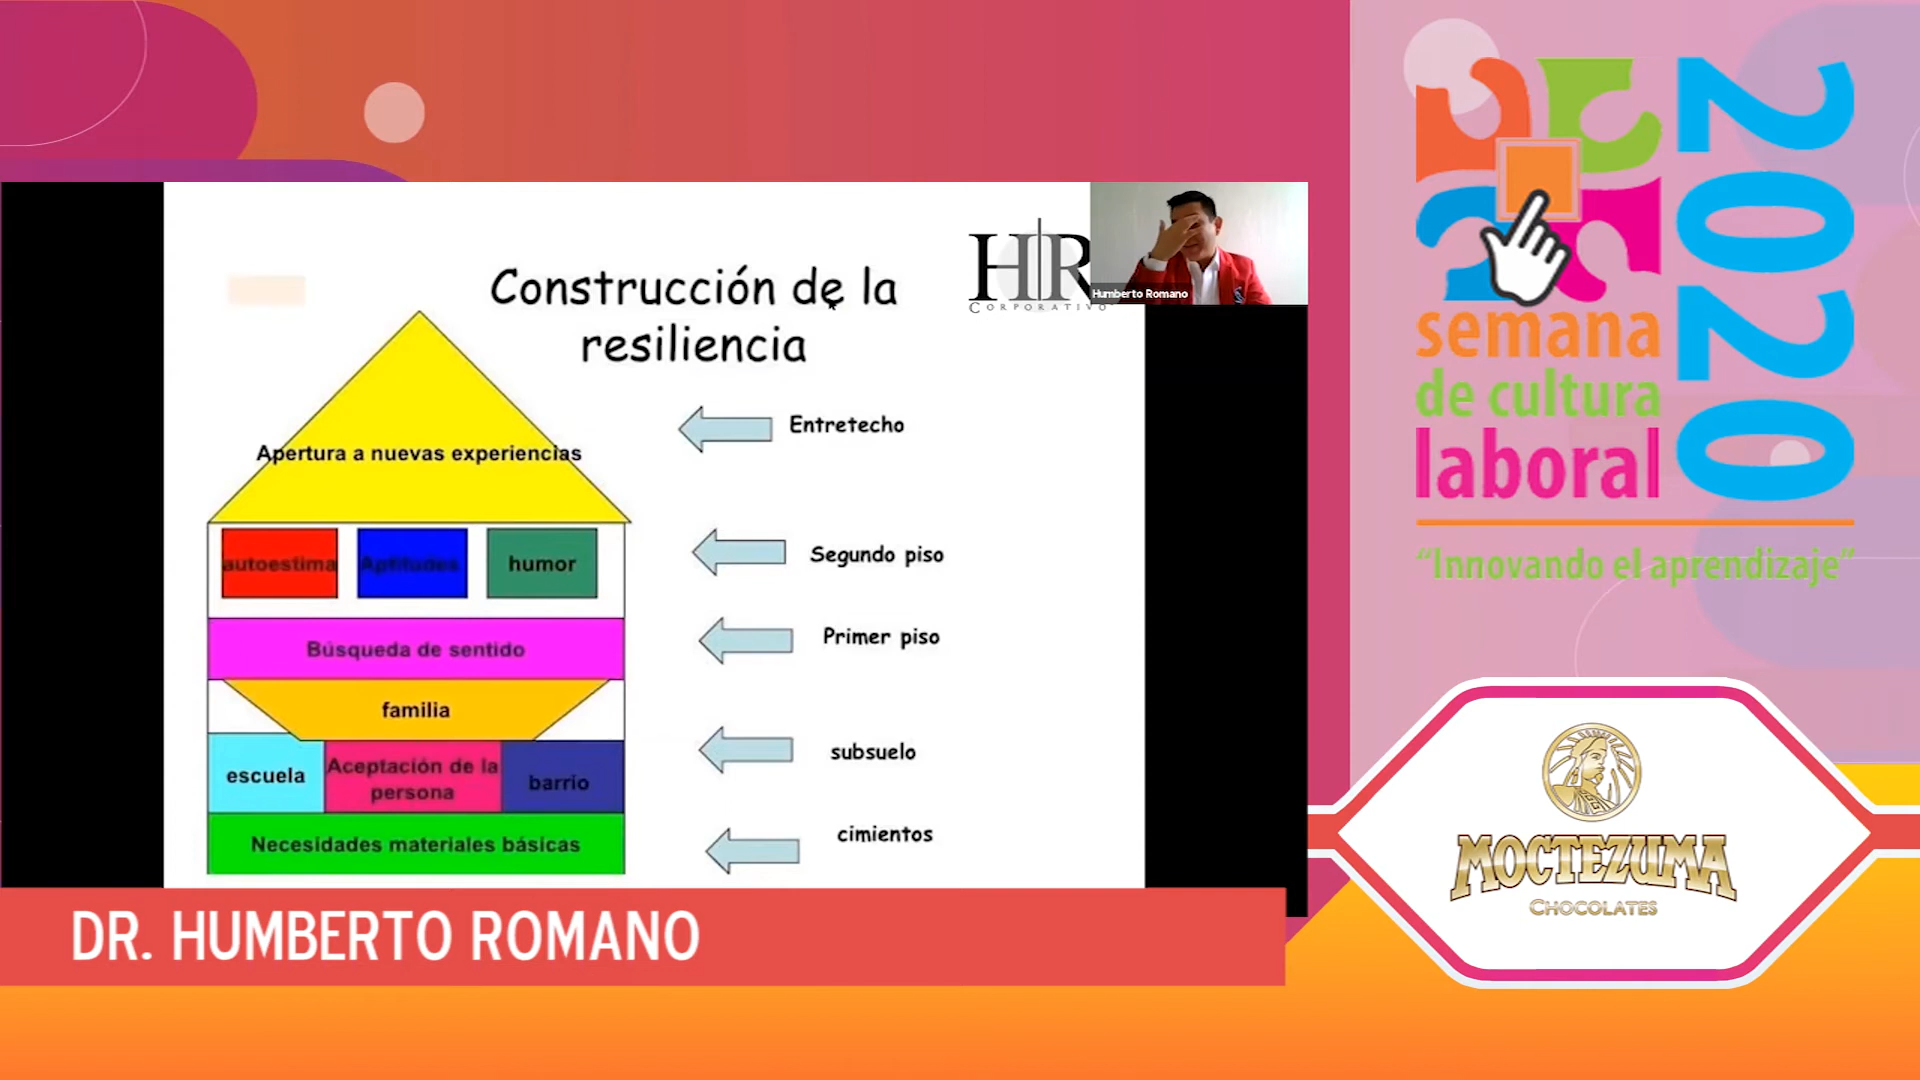 Construcción de la
resiliencia
HR
CORPORATIVO
Humberto Romano
Apertura a nuevas experiencias
Entretecho
autoestima
Aptitudes
humor
Segundo piso
Búsqueda de sentido
Primer piso
familia
escuela
Aceptación de la
persona
barrio
subsuelo
Necesidades materiales básicas
cimientos
DR. HUMBERTO ROMANO
semana
de cultura
laboral
2020
“Innovando el aprendizaje”
MOCTEZUMA
CHOCOLATES